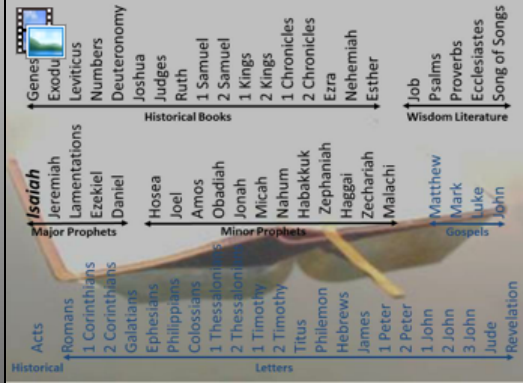 Genes
Exodu
Leviticus
Numbers
Deuteronomy
Joshua
Judges
Ruth
1 Samuel
2 Samuel
1 Kings
2 Kings
1 Chronicles
2 Chronicles
Ezra
Nehemiah
Esther
Historical Books
Job
Psalms
Proverbs
Ecclesiastes
Song of Songs
Wisdom Literature
Isaiah
Jeremiah
Lamentations
Ezekiel
Daniel
Major Prophets
Hosea
Joel
Amos
Obadiah
Jonah
Micah
Nahum
Habakkuk
Zephaniah
Haggai
Zechariah
Malachi
Minor Prophets
Matthew
Mark
Luke
John
Gospels
Acts
Historical
Romans
1 Corinthians
2 Corinthians
Galatians
Ephesians
Philippians
Colossians
1 Thessalonians
2 Thessalonians
1 Timothy
2 Timothy
Titus
Philemon
Hebrews
James
1 Peter
2 Peter
1 John
2 John
3 John
Jude
Revelation
Letters